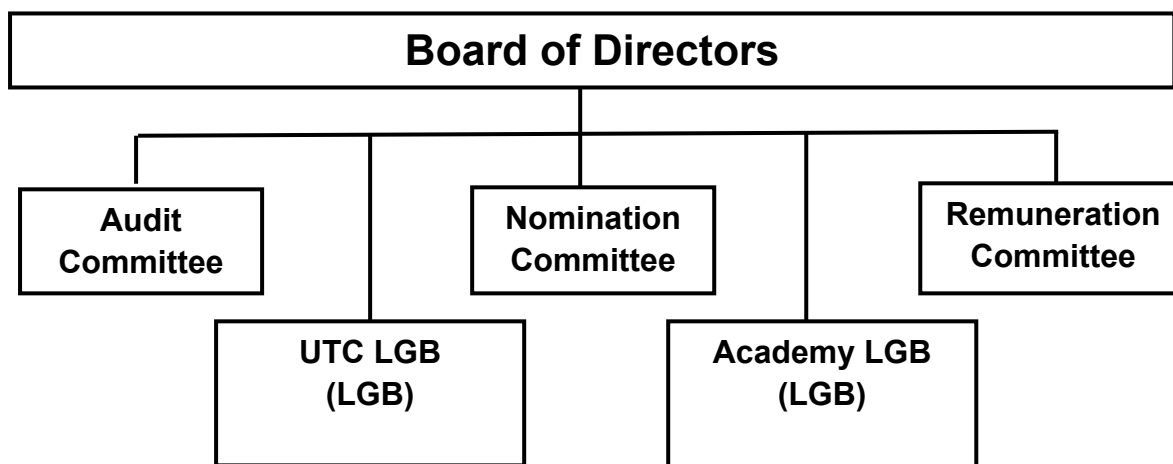 Board of Directors
Audit
Committee
Nomination
Committee
Remuneration
Committee
UTC LGB
(LGB)
Academy LGB
(LGB)